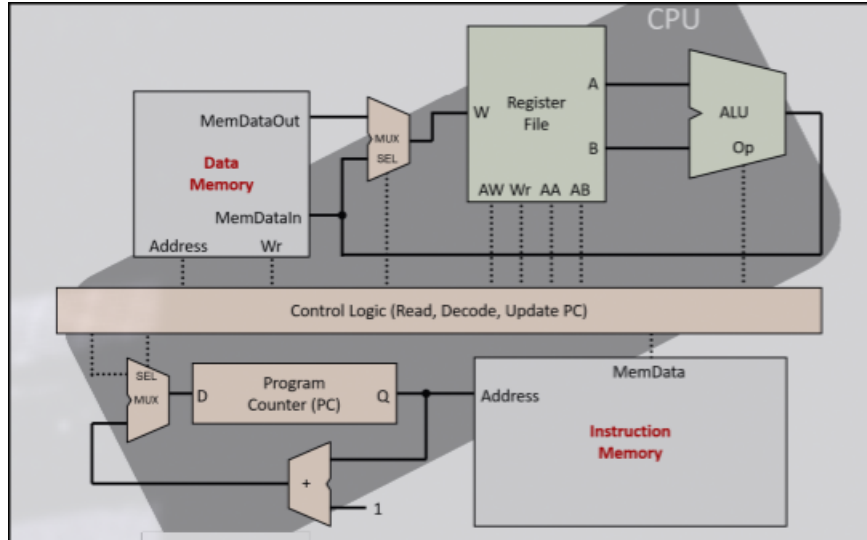 CPU
MemDataOut
Data
Memory
MemDataIn
Address Wr
MUX
SEL
W
Register
File
A
B
AW Wr AA AB
ALU
Op
Control Logic (Read, Decode, Update PC)
SEL
MUX
D
Program
Counter (PC)
Q
+
1
MemData
Address
Instruction
Memory